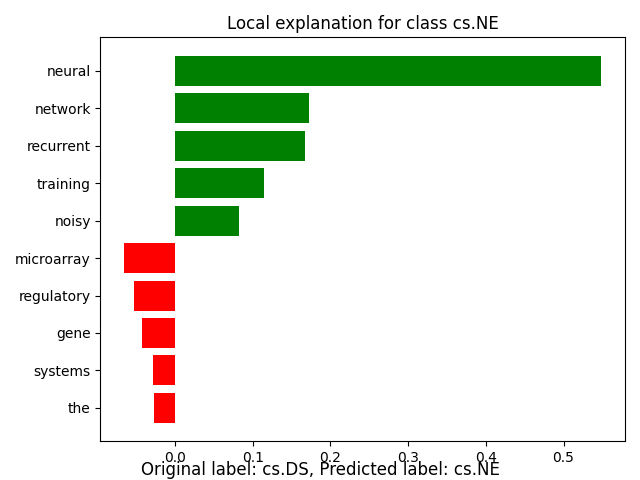 Local explanation for class cs.NE
neural
network
recurrent
training
noisy
microarray
regulatory
gene
systems
the
0.0 0.1 0.2 0.3 0.4 0.5
Original label: cs.DS, Predicted label: cs.NE